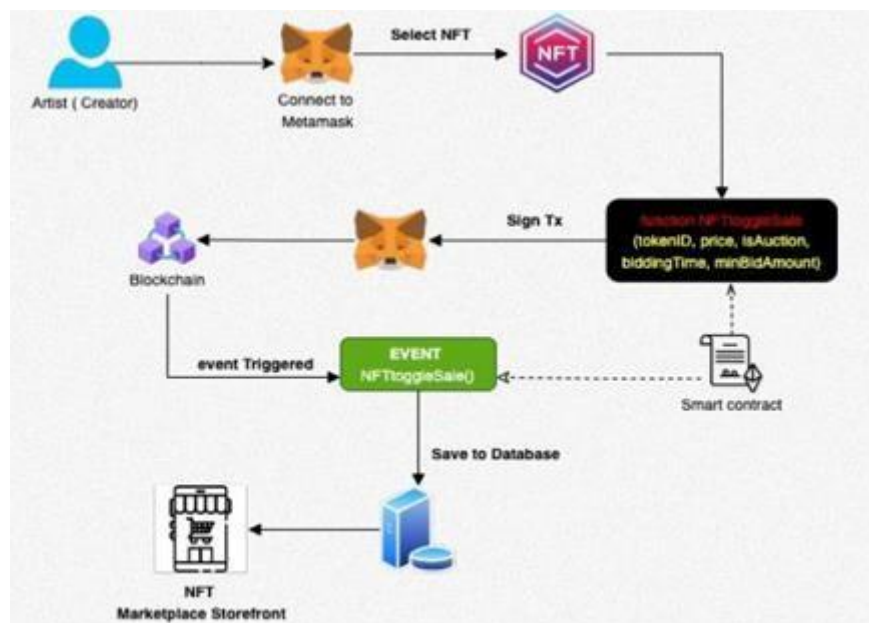 Select NFT
NFT
Artist ( Creator)
Connect to
Metamask
function NFTtoggleSale
(tokenID, price, isAuction,
biddingTime, minBidAmount)
Sign Tx
Blockchain
event Triggered
EVENT
NFTtoggleSale()
Smart contract
Save to Database
NFT
Marketplace Storefront